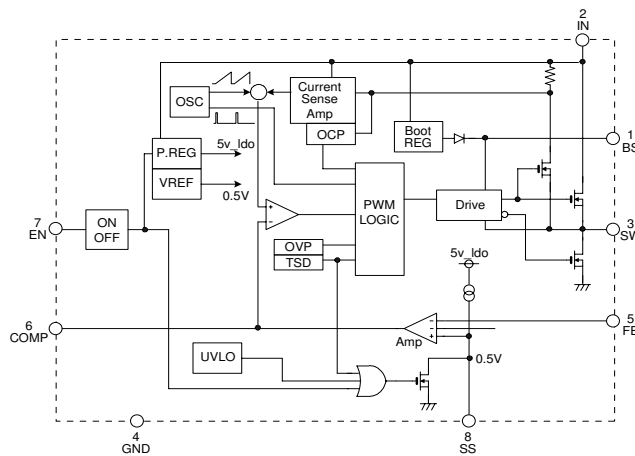 2
IN
OSC
Current
Sense
Amp
OCP
Boot
REG
1
BS
P.REG
5v_ldo
VREF
0.5V
PWM
LOGIC
Drive
7
EN
ON
OFF
3
SW
OVP
TSD
5v_ldo
6
COMP
Amp
5
FB
UVLO
0.5V
4
GND
8
SS